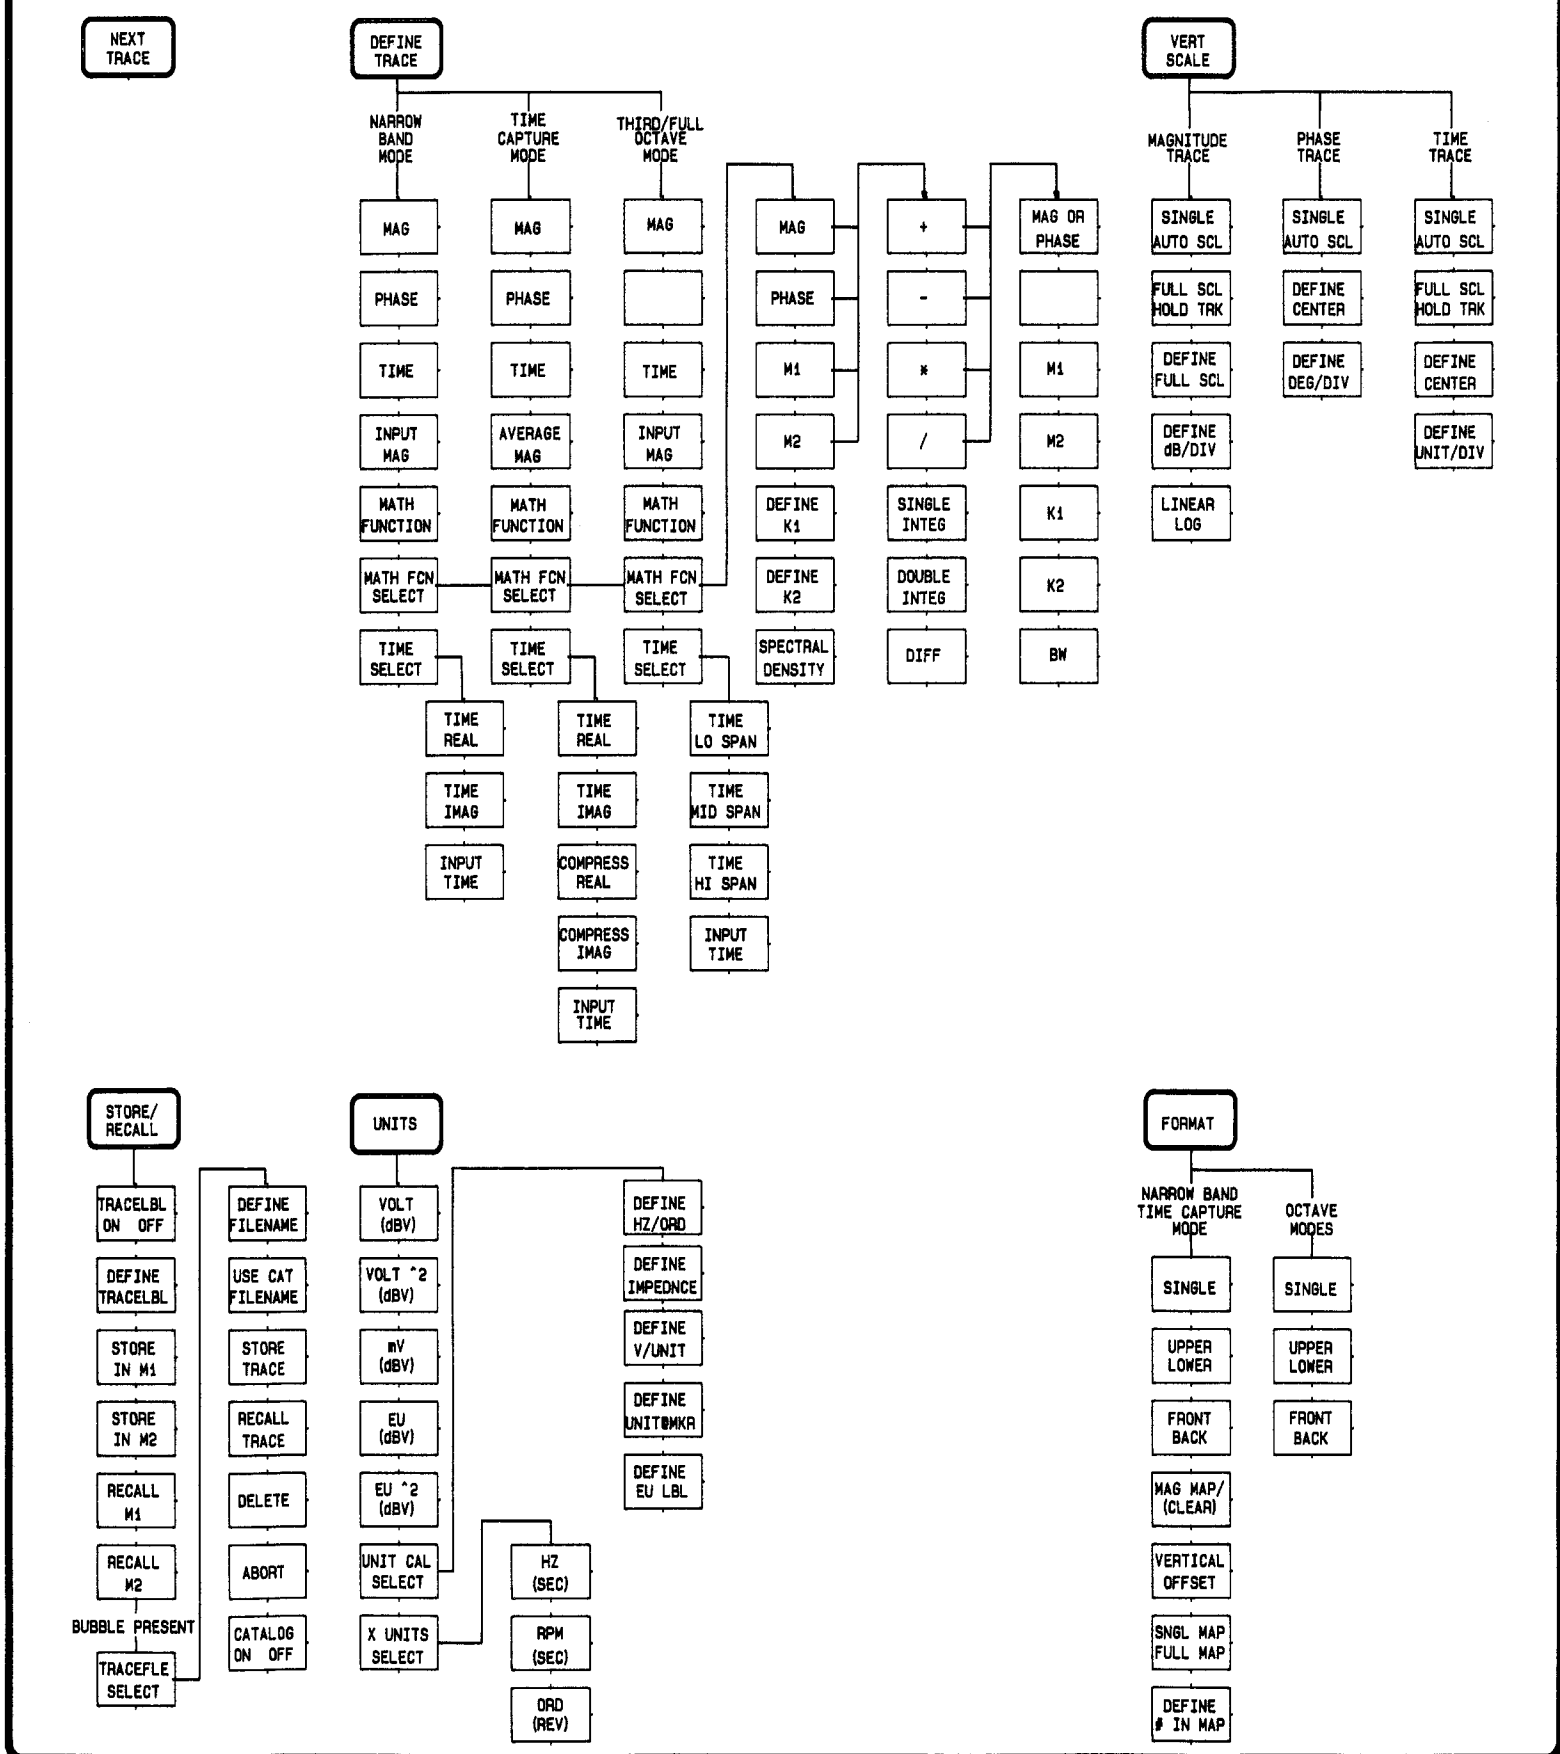 NEXT
TRACE
DEFINE
TRACE
NARROW
BAND
MODE
MAG
PHASE
TIME
INPUT
MAG
MATH
FUNCTION
MATH FCN
SELECT
TIME
SELECT
TIME
REAL
TIME
IMAG
INPUT
TIME
TIME
CAPTURE
MODE
MAG
PHASE
TIME
AVERAGE
MAG
MATH
FUNCTION
MATH FCN
SELECT
TIME
SELECT
TIME
REAL
TIME
IMAG
COMPRESS
REAL
COMPRESS
IMAG
INPUT
TIME
THIRD/FULL
OCTAVE
MODE
MAG
TIME
INPUT
MAG
MATH
FUNCTION
MATH FCN
SELECT
TIME
SELECT
TIME
LO SPAN
TIME
MID SPAN
TIME
HI SPAN
INPUT
TIME
MAG
PHASE
M1
M2
DEFINE
K1
DEFINE
K2
SPECTRAL
DENSITY
+
-
*
/
SINGLE
INTEG
DOUBLE
INTEG
DIFF
MAG OR
PHASE
M1
M2
K1
K2
BW
VERT
SCALE
MAGNITUDE
TRACE
SINGLE
AUTO SCL
FULL SCL
HOLD TRK
DEFINE
FULL SCL
DEFINE
dB/DIV
LINEAR
LOG
PHASE
TRACE
SINGLE
AUTO SCL
DEFINE
CENTER
DEFINE
DEG/DIV
TIME
TRACE
SINGLE
AUTO SCL
FULL SCL
HOLD TRK
DEFINE
CENTER
DEFINE
UNIT/DIV
STORE/
RECALL
TRACELBL
ON OFF
DEFINE
TRACELBL
STORE
IN M1
STORE
IN M2
RECALL
M1
RECALL
M2
BUBBLE PRESENT
TRACEFLE
SELECT
DEFINE
FILENAME
USE CAT
FILENAME
STORE
TRACE
RECALL
TRACE
DELETE
ABORT
CATALOG
ON OFF
UNITS
VOLT
(dBV)
VOLT ^2
(dBV)
mV
(dBV)
EU
(dBV)
EU ^2
(dBV)
UNIT CAL
SELECT
X UNITS
SELECT
HZ
(SEC)
RPM
(SEC)
ORD
(REV)
DEFINE
HZ/ORD
DEFINE
IMPEDNCE
DEFINE
V/UNIT
DEFINE
UNIT@MKR
DEFINE
EU LBL
FORMAT
NARROW BAND
TIME CAPTURE
MODE
SINGLE
UPPER
LOWER
FRONT
BACK
MAG MAP/
(CLEAR)
VERTICAL
OFFSET
SNGL MAP
FULL MAP
DEFINE
# IN MAP
OCTAVE
MODES
SINGLE
UPPER
LOWER
FRONT
BACK